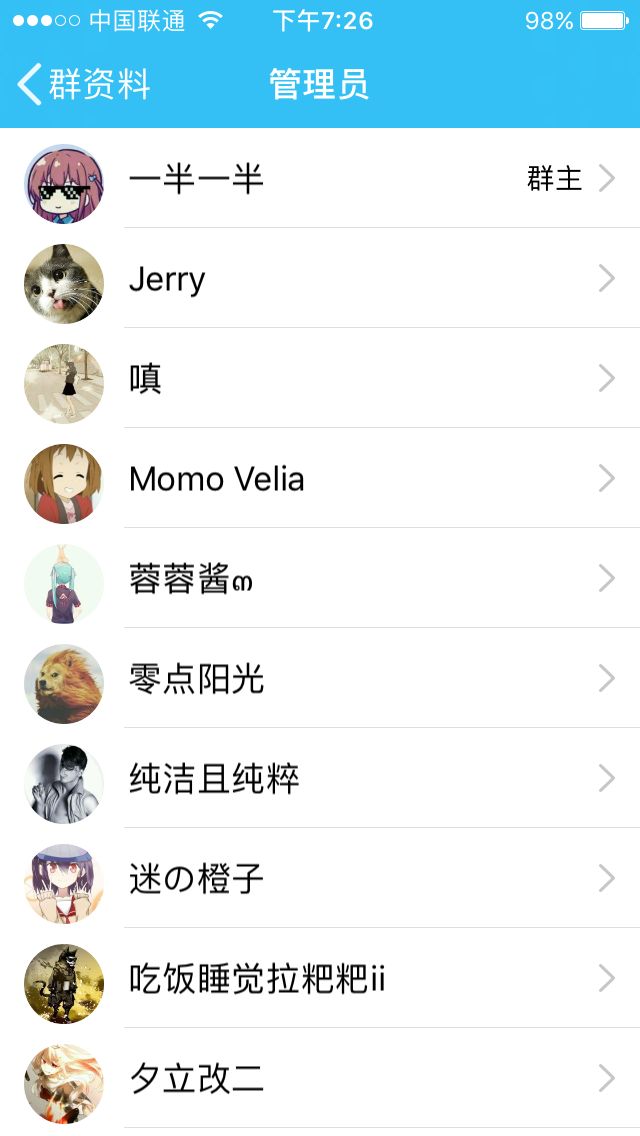 中国联通 下午7:26 98%
群资料 管理员
一半一半 群主
Jerry
嗔
Momo Velia
蓉蓉酱ෆ
零点阳光
纯洁且纯粹
迷の橙子
吃饭睡觉拉粑粑ii
夕立改二